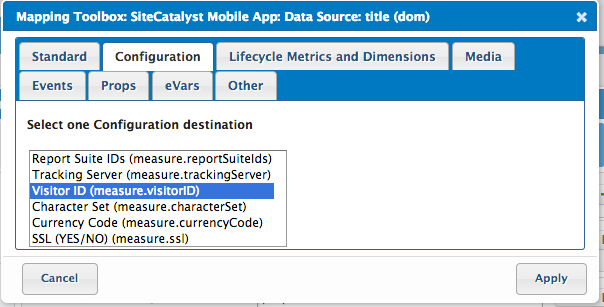 Mapping Toolbox: SiteCatalyst Mobile App: Data Source: title (dom)
Standard Configuration Lifecycle Metrics and Dimensions Media
Events Props eVars Other
Select one Configuration destination
Report Suite IDs (measure.reportSuiteIds)
Tracking Server (measure.trackingServer)
Visitor ID (measure.visitorID)
Character Set (measure.characterSet)
Currency Code (measure.currencyCode)
SSL (YES/NO) (measure.ssl)
Cancel Apply